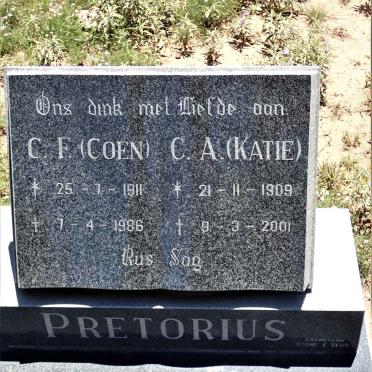 Ons dink met Liefde aan
C. F. (COEN) C. A. (KATIE)
* 25-7-1911 * 21-11-1909
† 7-4-1986 † 9-3-2001
Rus Sag
PRETORIUS
STONE &